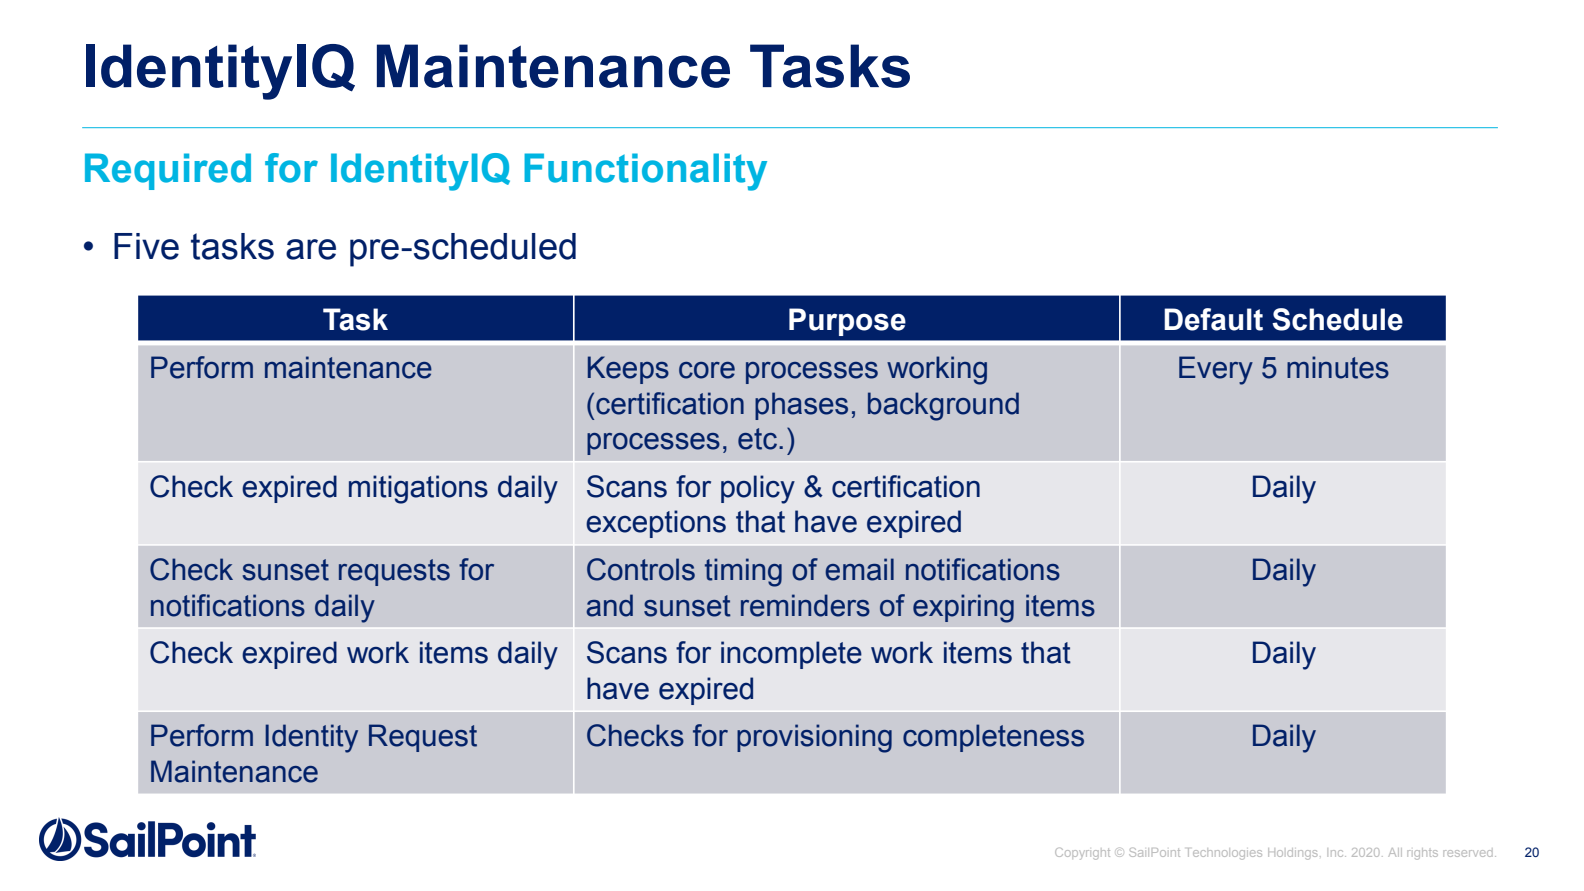 IdentityIQ Maintenance Tasks
Required for IdentityIQ Functionality
• Five tasks are pre-scheduled
Task Purpose Default Schedule
Perform maintenance Keeps core processes working Every 5 minutes
(certification phases, background
processes, etc.)
Check expired mitigations daily Scans for policy & certification Daily
exceptions that have expired
Check sunset requests for Controls timing of email notifications Daily
notifications daily and sunset reminders of expiring items
Check expired work items daily Scans for incomplete work items that Daily
have expired
Perform Identity Request Checks for provisioning completeness Daily
Maintenance
SailPoint
Copyright © SailPoint Technologies Holdings, Inc. 2020. All rights reserved. 20